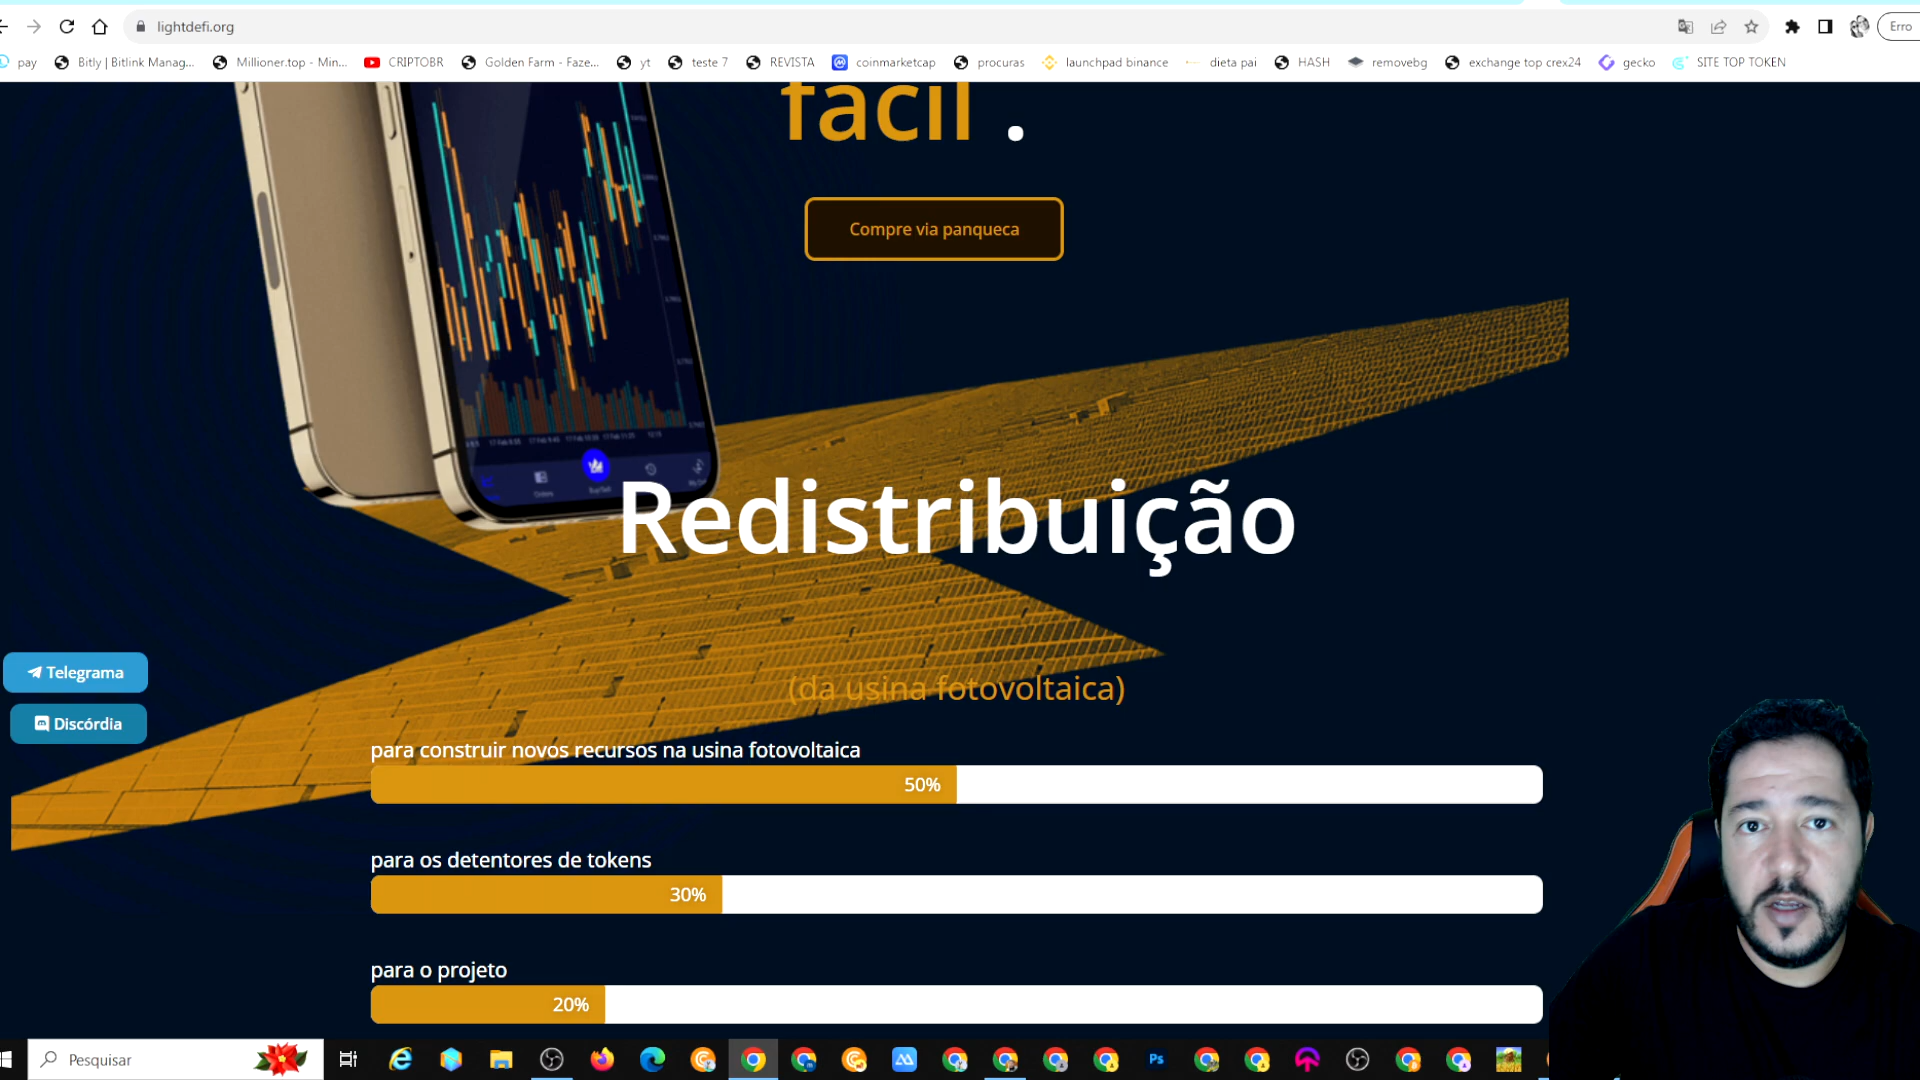 lightdefi.org
Erro
pay
Bitly | Bitlink Manag...
Millioner.top - Min...
CRIPTOBR
Golden Farm - Faze...
yt
teste 7
REVISTA
coinmarketcap
procuras
launchpad binance
dieta pai
HASH
removebg
exchange top crex24
gecko
SITE TOP TOKEN
fácil .
Compre via panqueca
Redistribuição
Telegrama
(da usina fotovoltaica)
Discórdia
para construir novos recursos na usina fotovoltaica
50%
para os detentores de tokens
30%
para o projeto
20%
Pesquisar
Ps